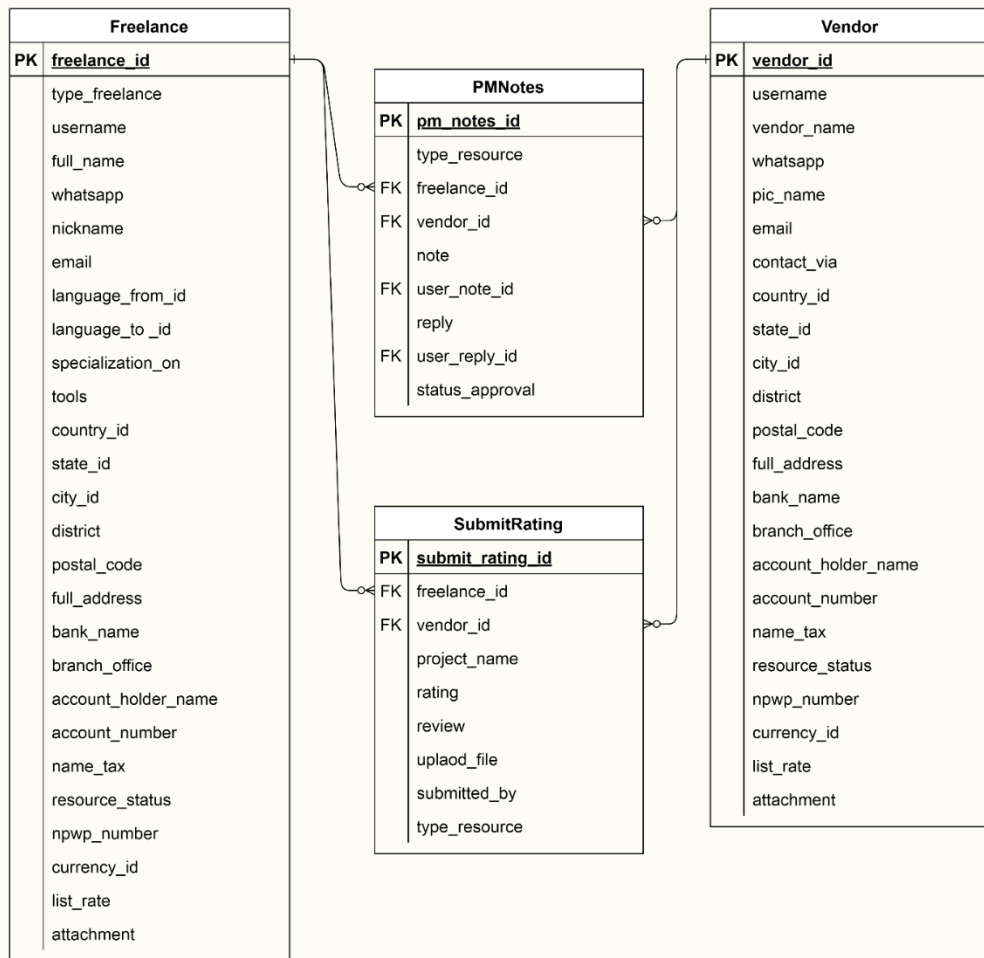 Freelance
PK freelance_id
type_freelance
username
full_name
whatsapp
nickname
email
language_from_id
language_to _id
specialization_on
tools
country_id
state_id
city_id
district
postal_code
full_address
bank_name
branch_office
account_holder_name
account_number
name_tax
resource_status
npwp_number
currency_id
list_rate
attachment
PMNotes
PK pm_notes_id
type_resource
FK freelance_id
FK vendor_id
note
FK user_note_id
reply
FK user_reply_id
status_approval
SubmitRating
PK submit_rating_id
FK freelance_id
FK vendor_id
project_name
rating
review
uplaod_file
submitted_by
type_resource
Vendor
PK vendor_id
username
vendor_name
whatsapp
pic_name
email
contact_via
country_id
state_id
city_id
district
postal_code
full_address
bank_name
branch_office
account_holder_name
account_number
name_tax
resource_status
npwp_number
currency_id
list_rate
attachment